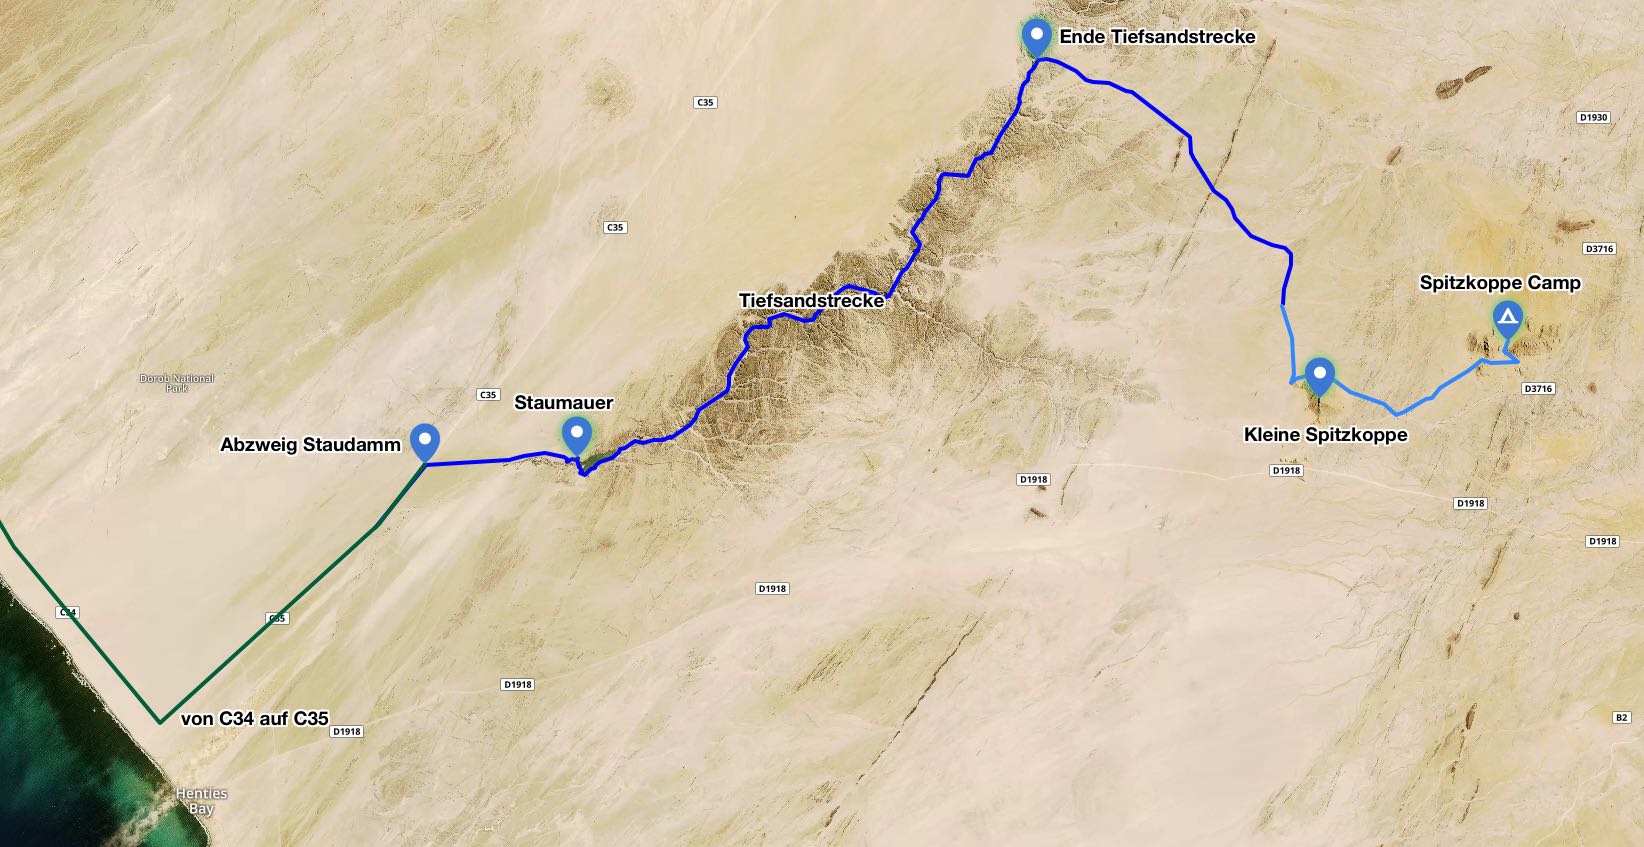 Ende Tiefsandstrecke
C35
D1930
C35
D3716
Spitzkoppe Camp
Tiefsandstrecke
Dorob National
Park
C35
D3716
Staumauer
Abzweig Staudamm
Kleine Spitzkoppe
D1918
D1918
D1918
D1918
D1918
C34
C35
D1918
von C34 auf C35
D1918
B2
Henties
Bay